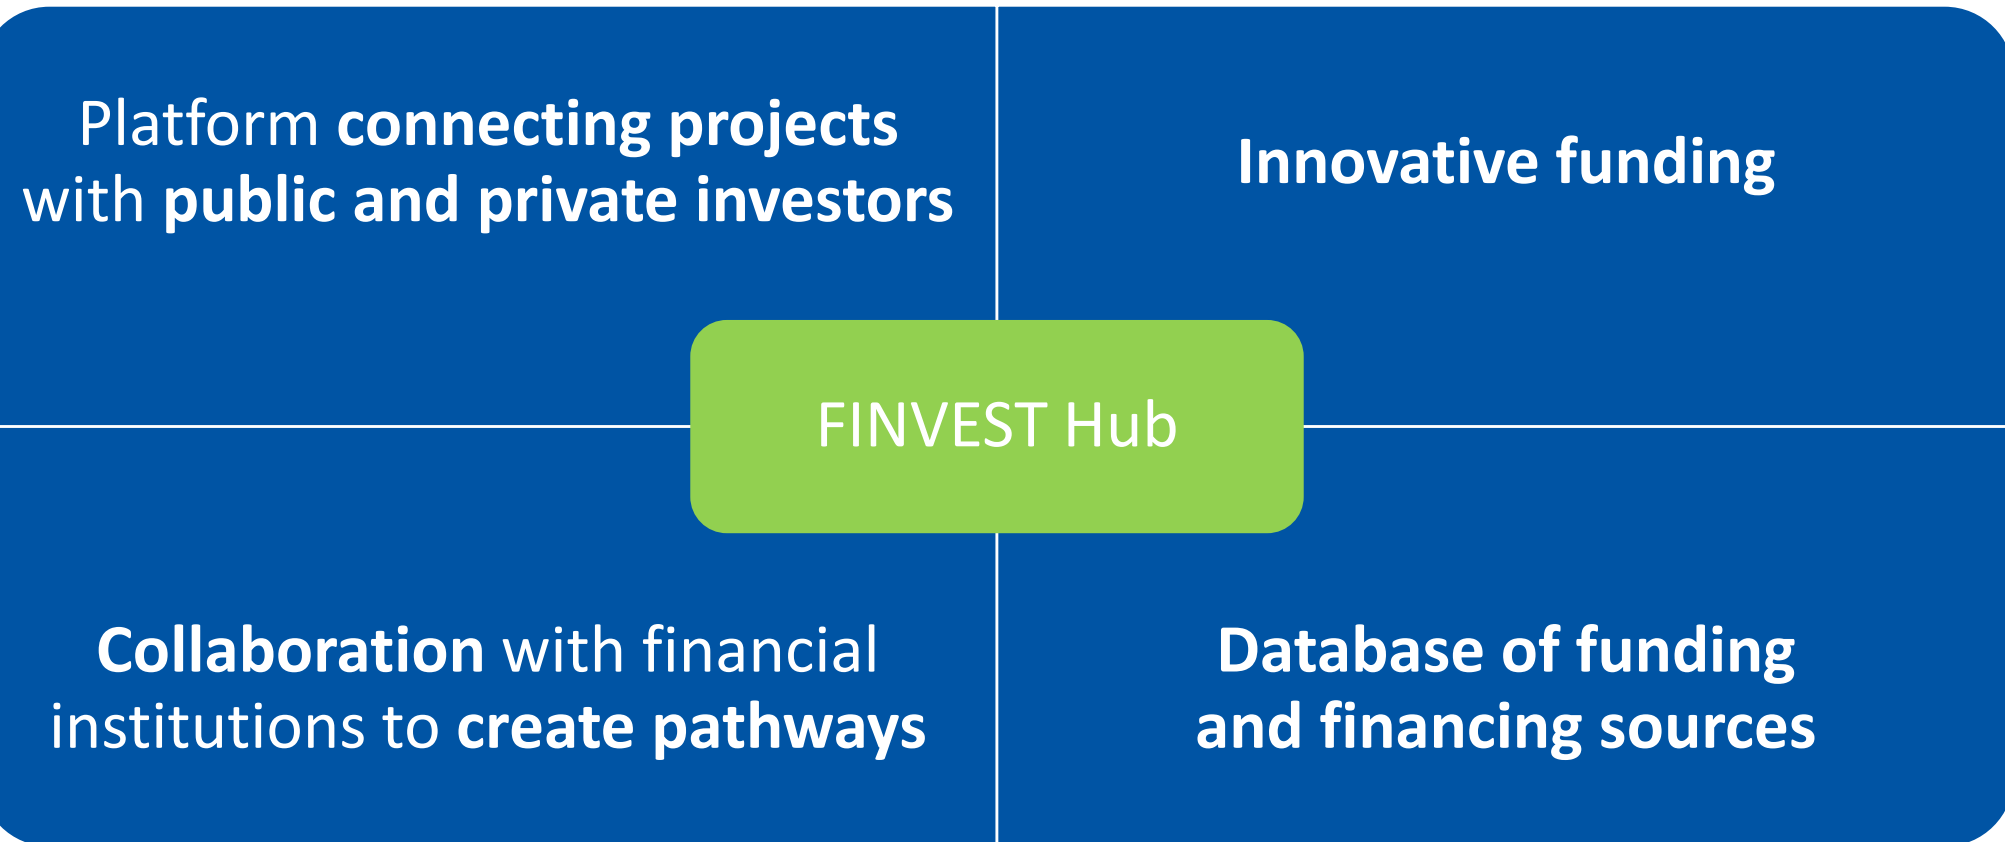 Platform connecting projects
with public and private investors
Innovative funding
FINVEST Hub
Collaboration with financial
institutions to create pathways
Database of funding
and financing sources